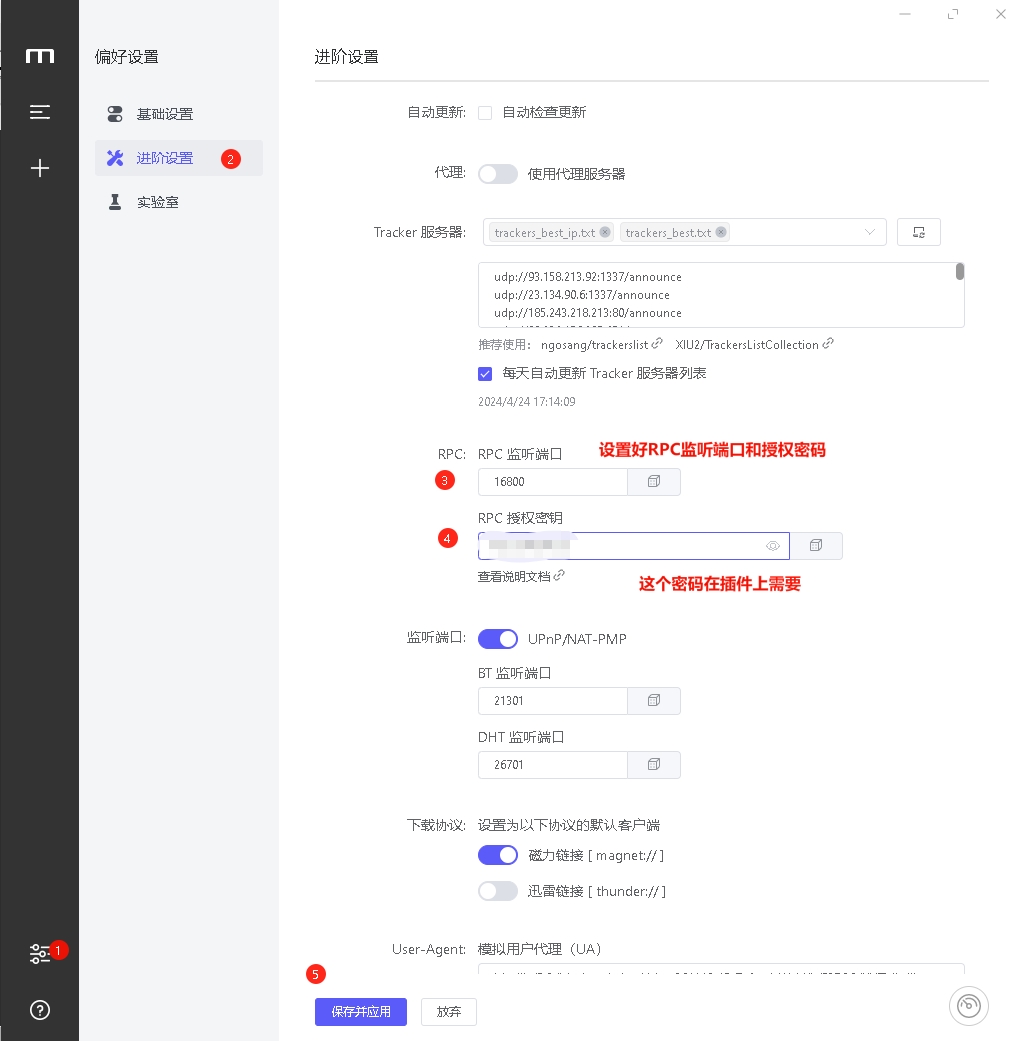 偏好设置
基础设置
进阶设置
2
实验室
1
进阶设置
自动更新:
自动检查更新
代理:
使用代理服务器
Tracker 服务器:
trackers_best_ip.txt
trackers_best.txt
udp://93.158.213.92:1337/announce
udp://23.134.90.6:1337/announce
udp://185.243.218.213:80/announce
推荐使用: ngosang/trackerslist XIU2/TrackersListCollection
每天自动更新 Tracker 服务器列表
2024/4/24 17:14:09
设置好RPC监听端口和授权密码
RPC:
RPC 监听端口
3
16800
RPC 授权密钥
4
查看说明文档
这个密码在插件上需要
监听端口:
UPnP/NAT-PMP
BT 监听端口
21301
DHT 监听端口
26701
下载协议:
设置为以下协议的默认客户端
磁力链接 [ magnet:// ]
迅雷链接 [ thunder:// ]
User-Agent:
模拟用户代理（UA）
5
保存并应用
放弃